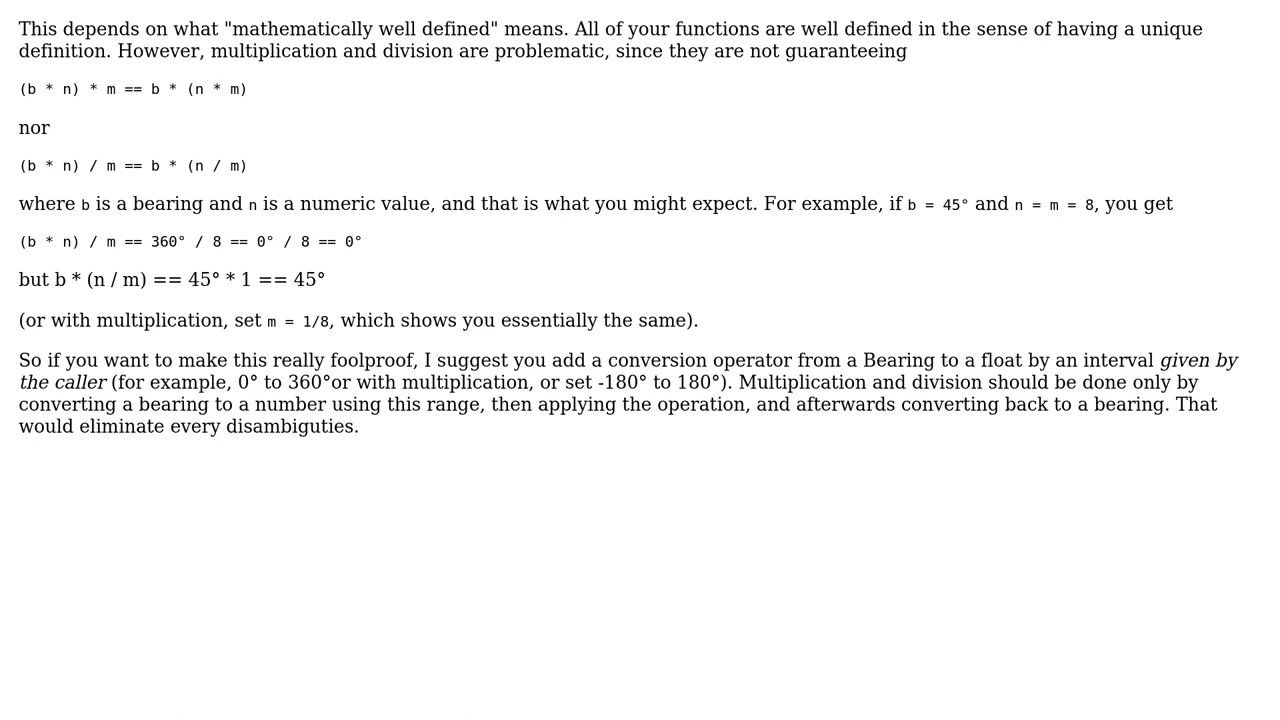 This depends on what "mathematically well defined" means. All of your functions are well defined in the sense of having a unique
definition. However, multiplication and division are problematic, since they are not guaranteeing
(b * n) * m == b * (n * m)
nor
(b * n) / m == b * (n / m)
where b is a bearing and n is a numeric value, and that is what you might expect. For example, if b = 45° and n = m = 8, you get
(b * n) / m == 360° / 8 == 0° / 8 == 0°
but b * (n / m) == 45° * 1 == 45°
(or with multiplication, set m = 1/8, which shows you essentially the same).
So if you want to make this really foolproof, I suggest you add a conversion operator from a Bearing to a float by an interval given by
the caller (for example, 0° to 360°or with multiplication, or set -180° to 180°). Multiplication and division should be done only by
converting a bearing to a number using this range, then applying the operation, and afterwards converting back to a bearing. That
would eliminate every disambiguties.